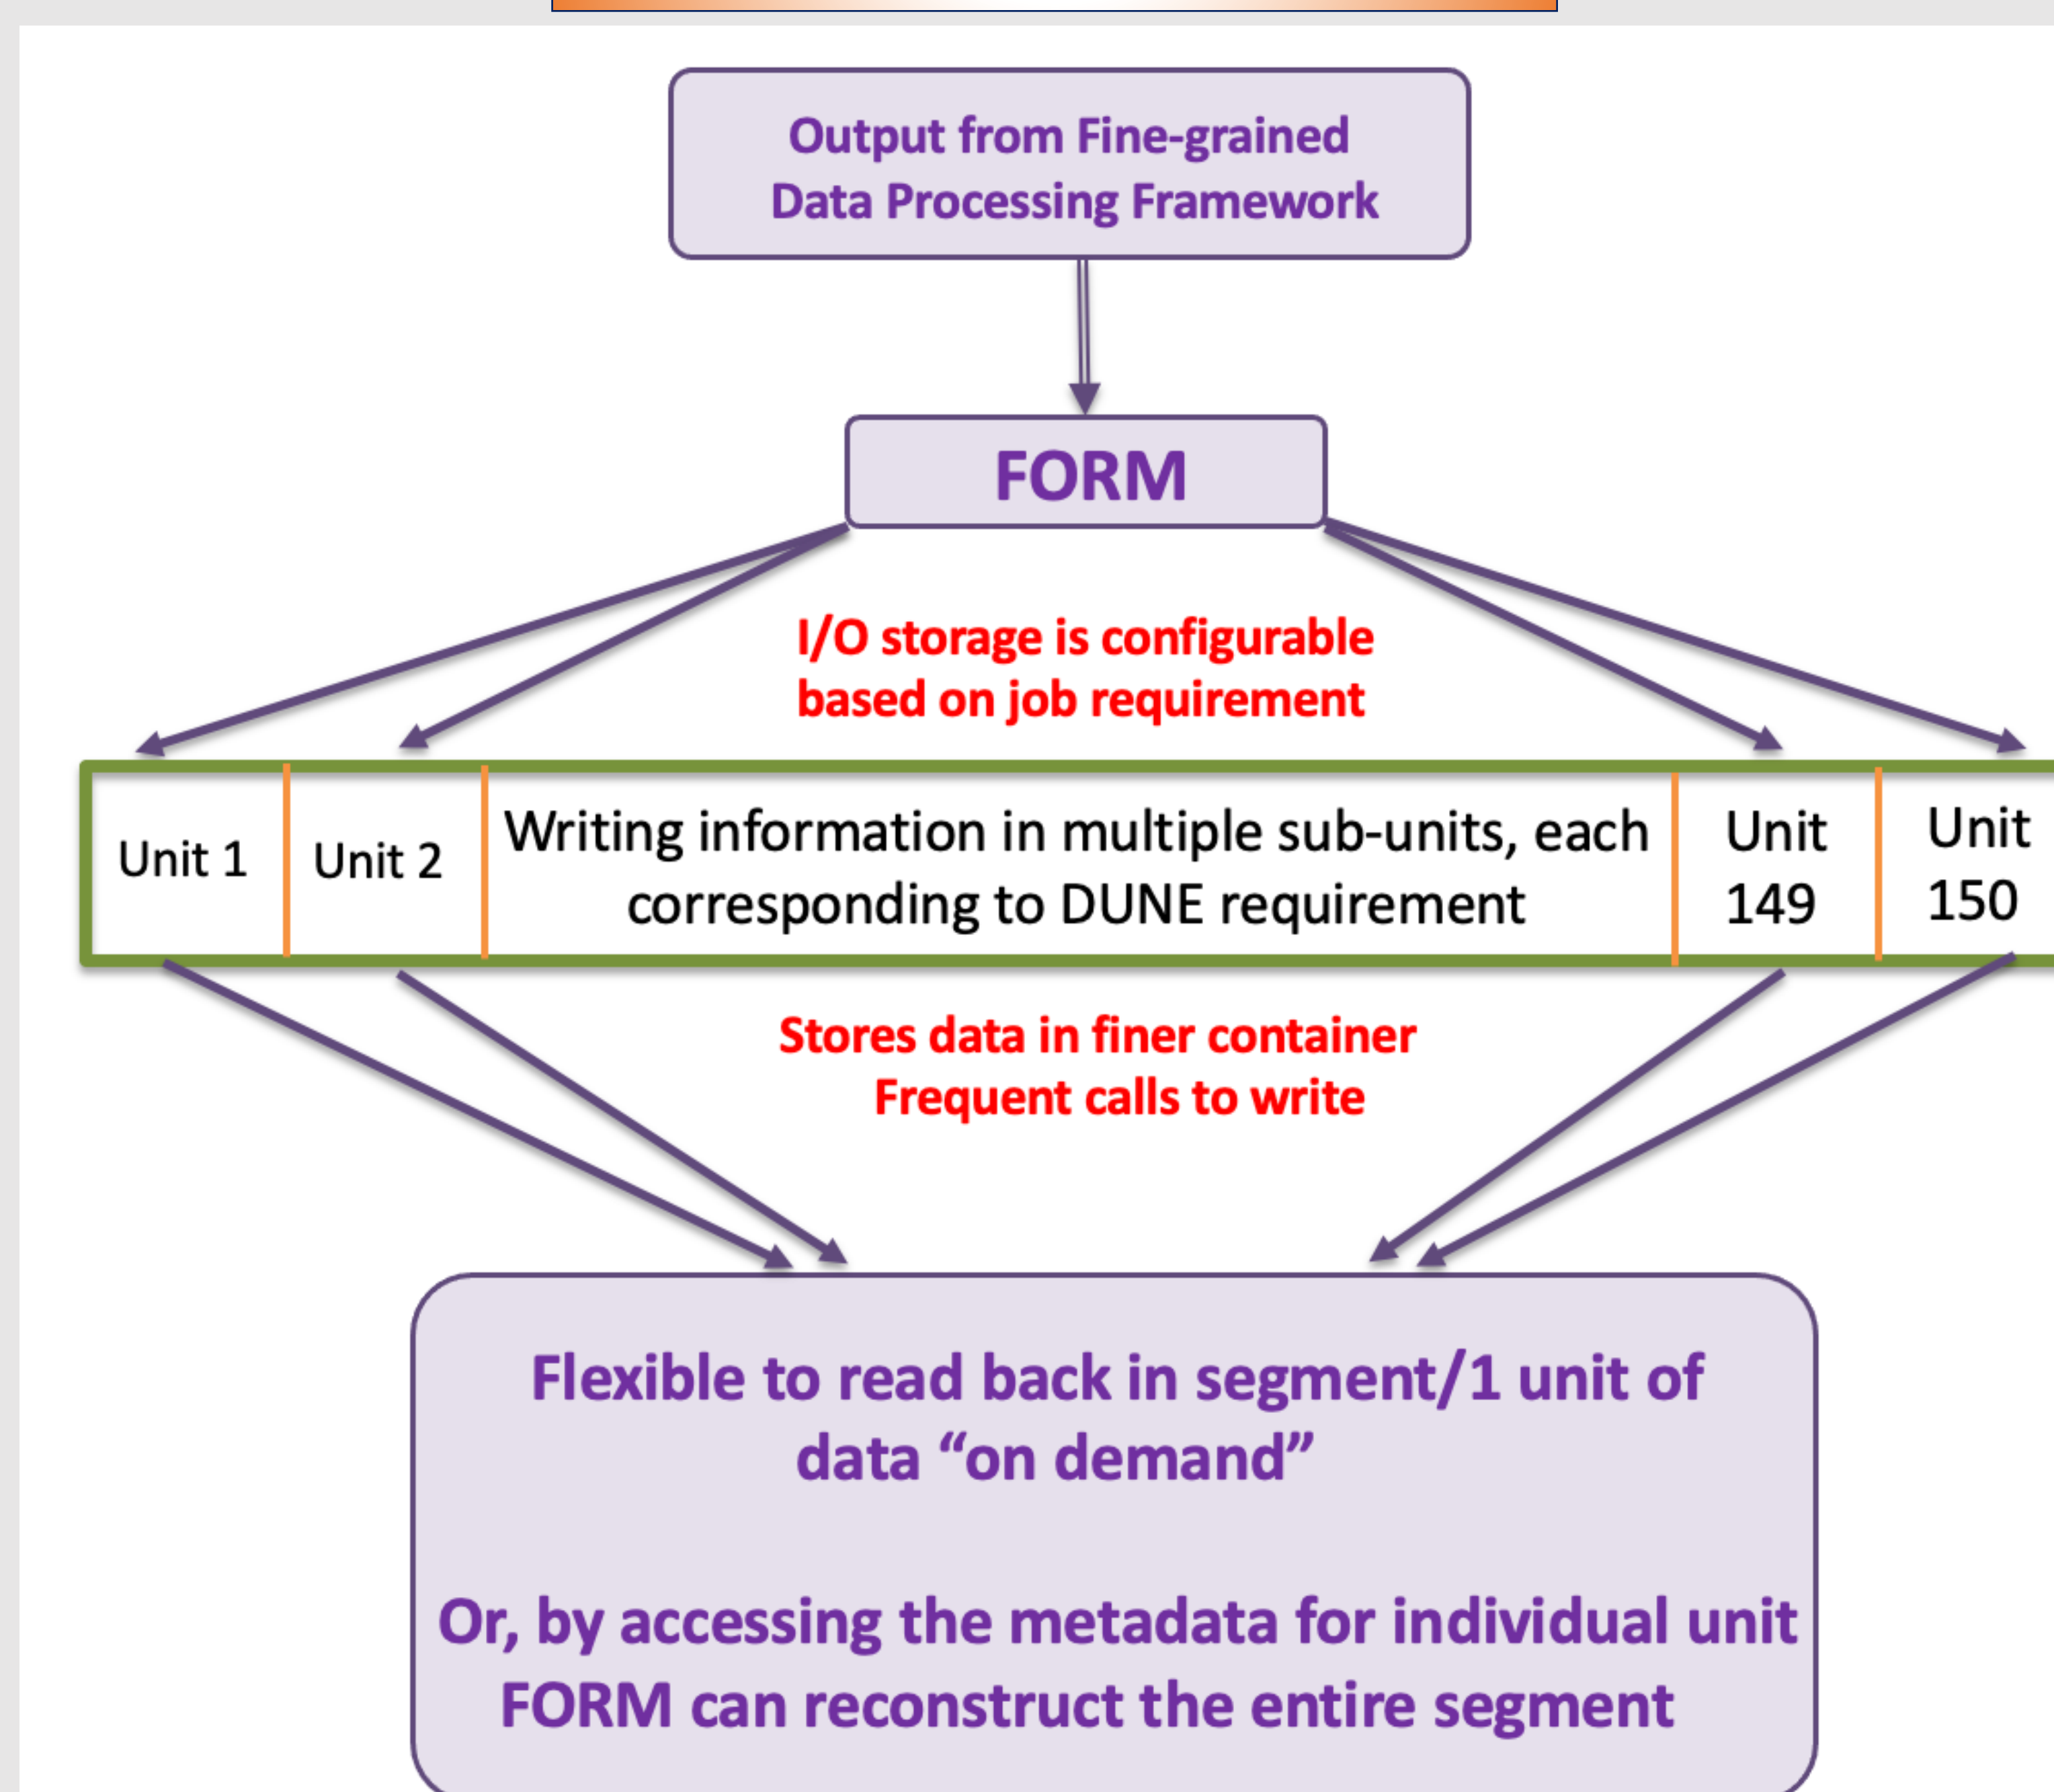 Output from Fine-grained
Data Processing Framework
FORM
I/O storage is configurable
based on job requirement
Unit 1
Unit 2
Writing information in multiple sub-units, each
corresponding to DUNE requirement
Unit
149
Unit
150
Stores data in finer container
Frequent calls to write
Flexible to read back in segment/1 unit of
data “on demand”
Or, by accessing the metadata for individual unit
FORM can reconstruct the entire segment